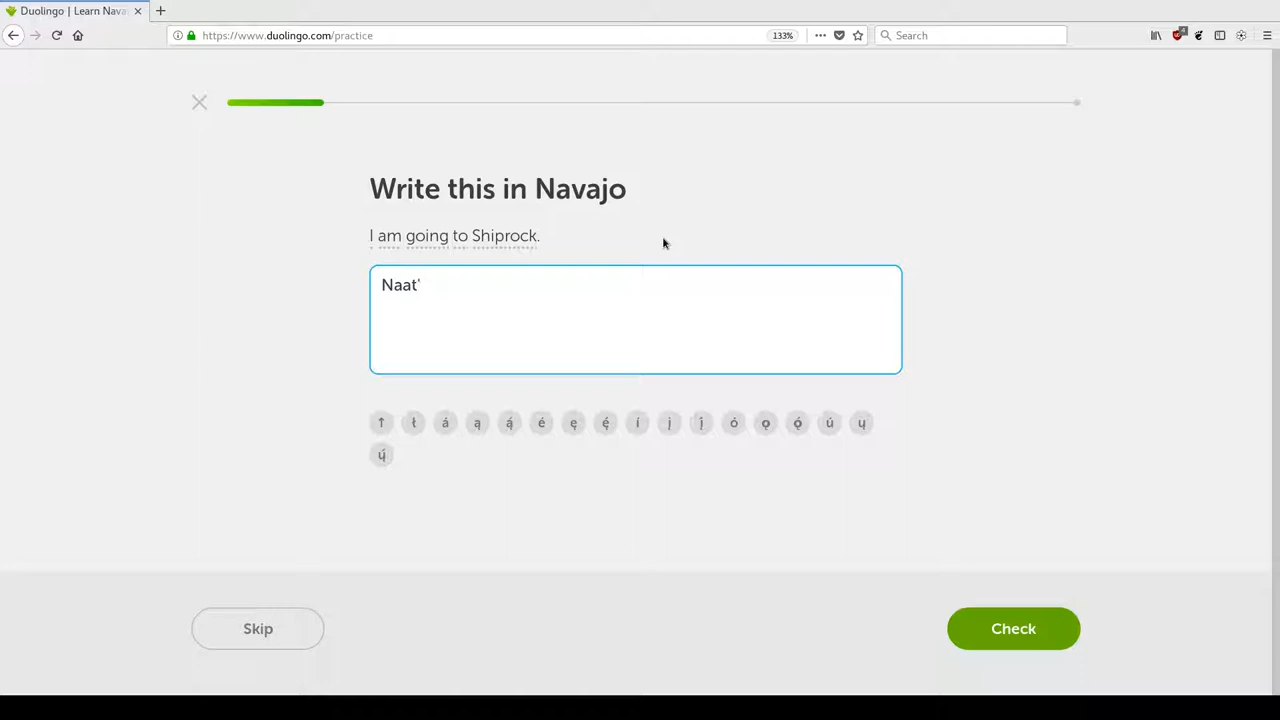 Duolingo | Learn Nava
https://www.duolingo.com/practice
133%
Search
4
Write this in Navajo
I am going to Shiprock.
Naat'
↑ ł á ą ą́ é ę ę́ í į į́ ó ǫ ǫ́ ú ų
ų́
Skip
Check